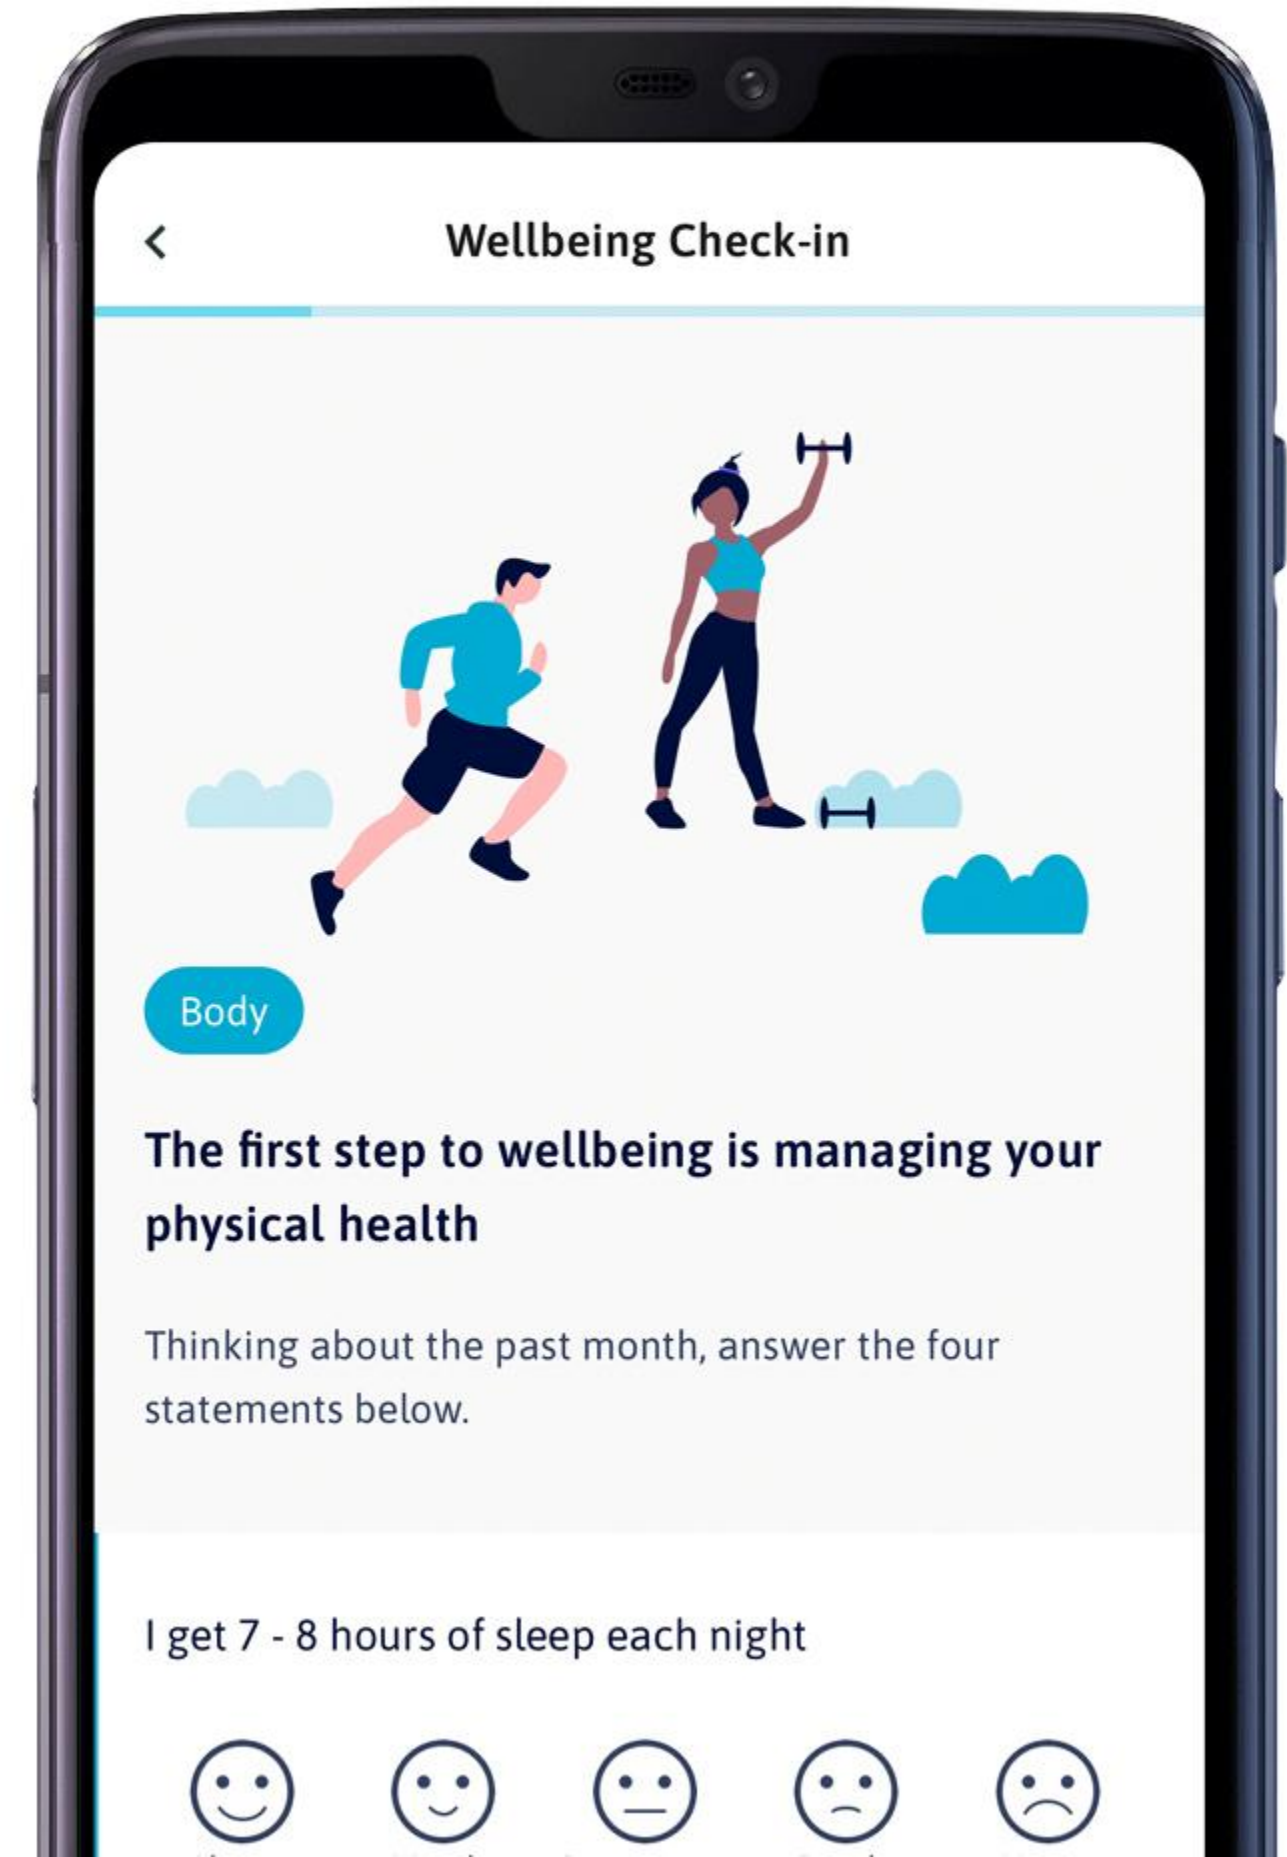 Wellbeing Check-in
Body
The first step to wellbeing is managing your
physical health
Thinking about the past month, answer the four
statements below.
I get 7 - 8 hours of sleep each night